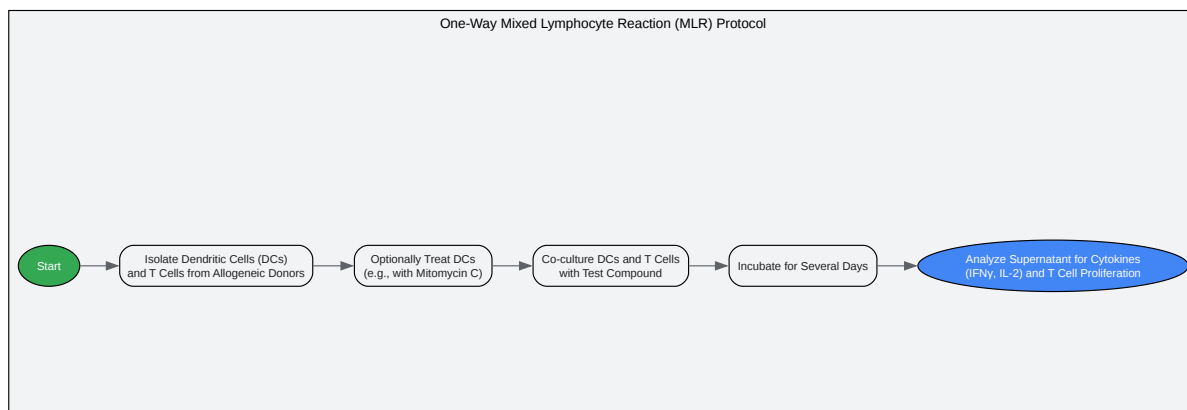 One-Way Mixed Lymphocyte Reaction (MLR) Protocol
Start
Isolate Dendritic Cells (DCs)
and T Cells from Allogeneic Donors
Optionally Treat DCs
(e.g., with Mitomycin C)
Co-culture DCs and T Cells
with Test Compound
Incubate for Several Days
Analyze Supernatant for Cytokines
(IFNγ, IL-2) and T Cell Proliferation